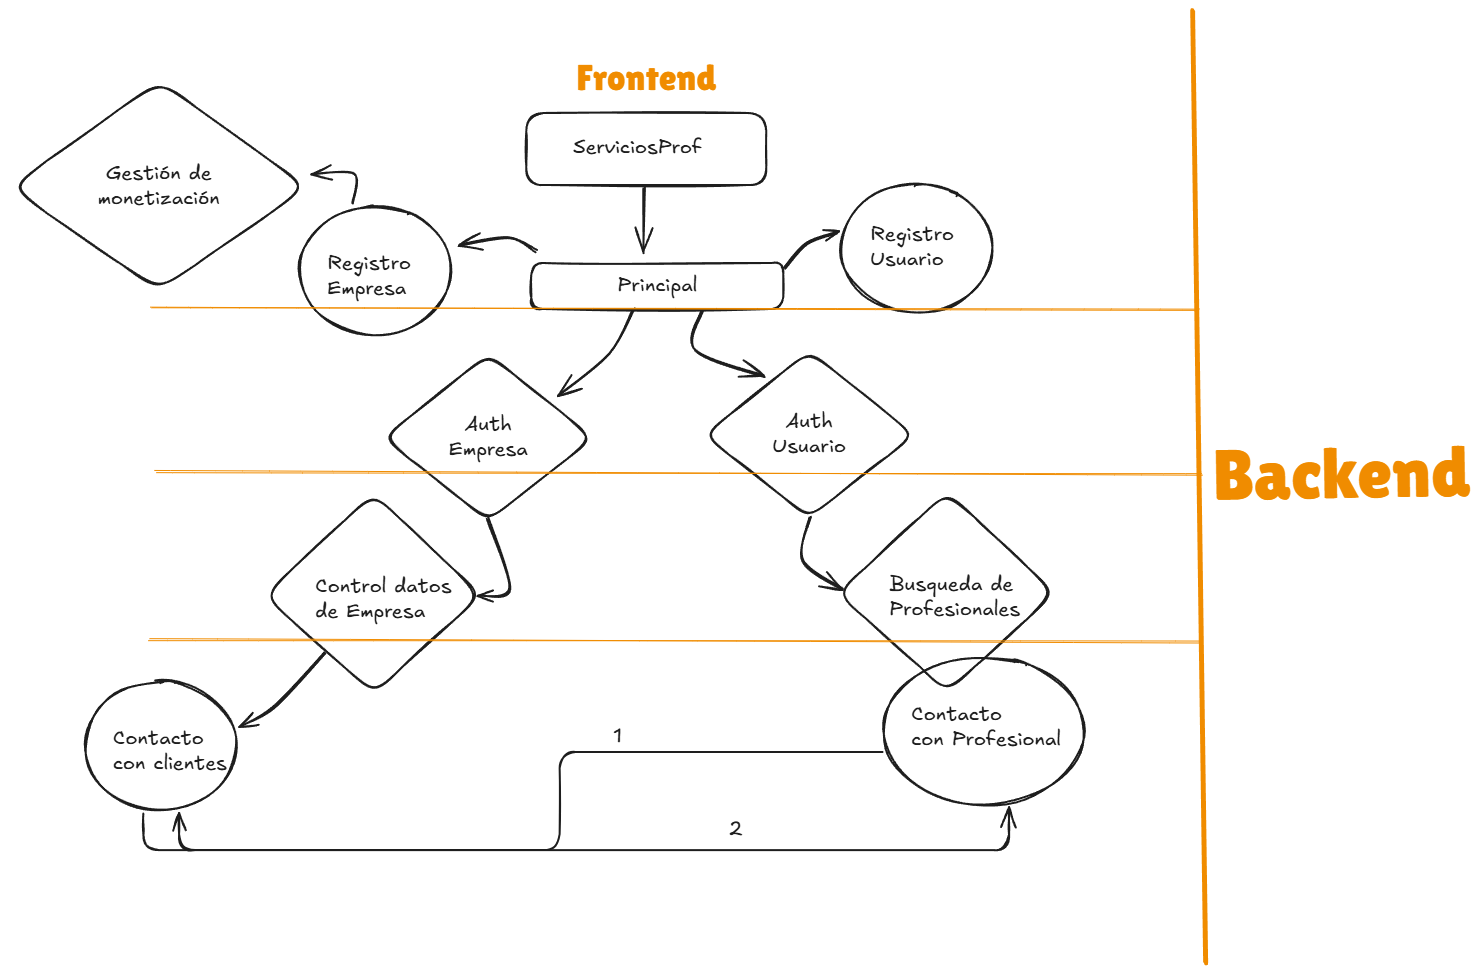 Frontend
ServiciosProf
Gestión de
monetización
Registro
Usuario
Registro
Empresa
Principal
Auth
Empresa
Auth
Usuario
Backend
Control datos
de Empresa
Busqueda de
Profesionales
Contacto
con clientes
Contacto
con Profesional
1
2